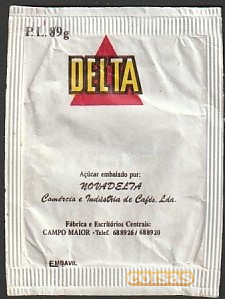 P.L. 89g
DELTA
Açúcar embalado por:
NOVADELTA
Comércio e Indústria de Cafés, Lda.
Fábrica e Escritórios Centrais:
CAMPO MAIOR - Telef. 688926 / 688920
EMBAVIL